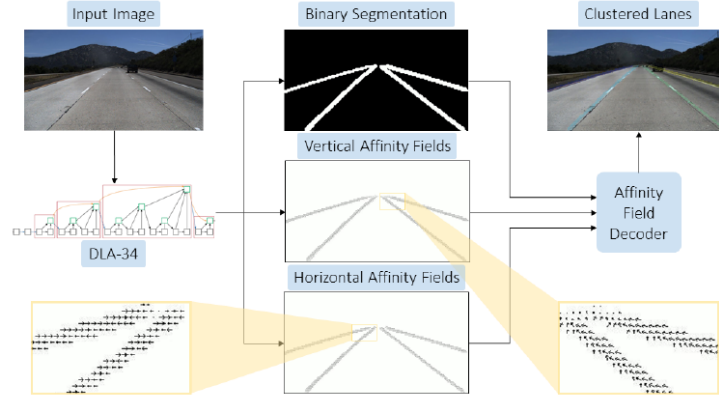 Input Image
Binary Segmentation
Clustered Lanes
Vertical Affinity Fields
Affinity
Field
Decoder
DLA-34
Horizontal Affinity Fields